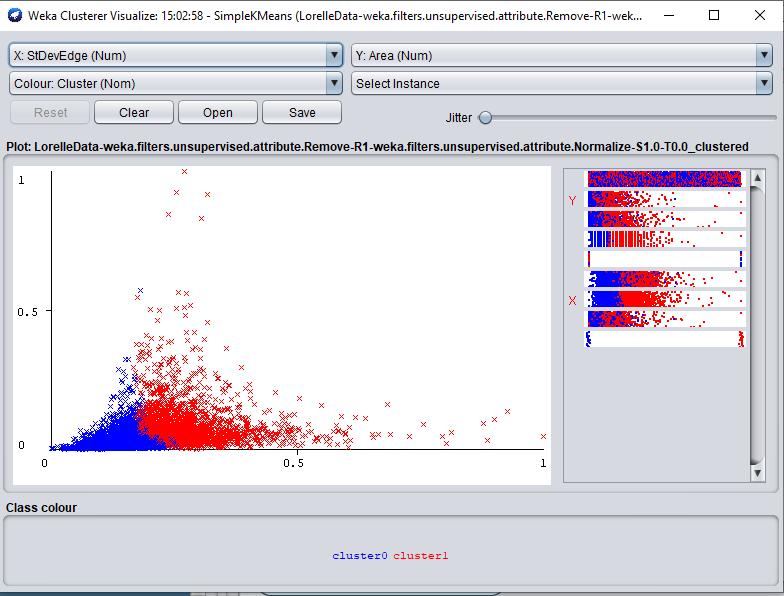 Weka Clusterer Visualize: 15:02:58 - SimpleKMeans (LorelleData-weka.filters.unsupervised.attribute.Remove-R1-wek...
X: StDevEdge (Num) Y: Area (Num)
Colour: Cluster (Nom) Select Instance
Reset Clear Open Save Jitter
Plot: LorelleData-weka.filters.unsupervised.attribute.Remove-R1-weka.filters.unsupervised.attribute.Normalize-S1.0-T0.0_clustered
1
0.5
0
0 0.5 1
Y
X
Class colour
cluster0 cluster1